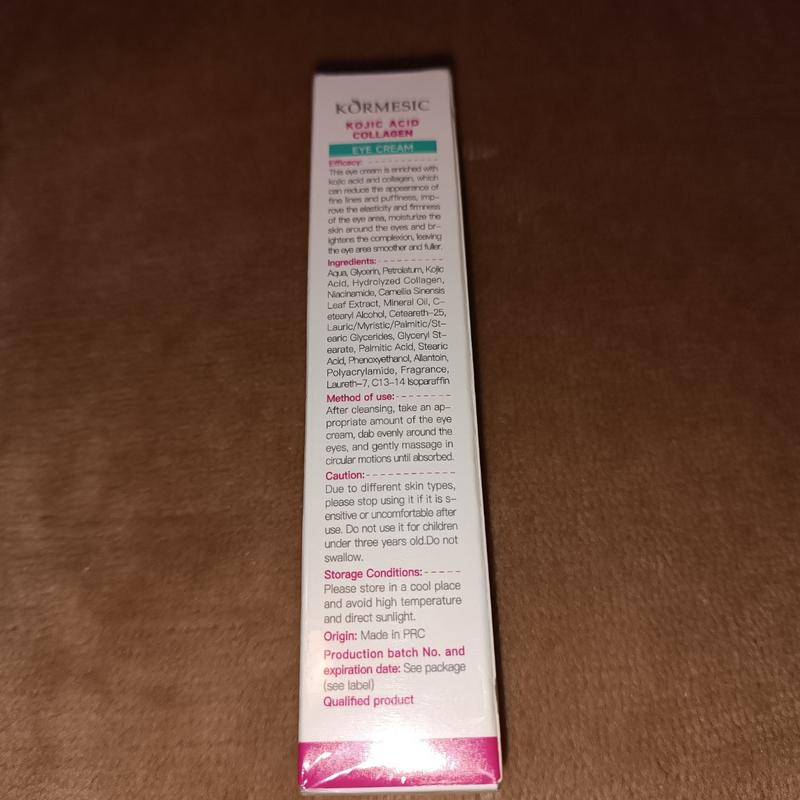 KÖRMESIC
KOJIC ACID
COLLAGEN
EYE CREAM
Efficacy:
This eye cream is enriched with
kojic acid and collagen, which
can reduce the appearance of
fine lines and puffiness, imp-
rove the elasticity and firmness
of the eye area, moisturize the
skin around the eyes and br-
ightens the complexion, leaving
the eye area smoother and fuller.
Ingredients:
Aqua, Glycerin, Petrolatum, Kojic
Acid, Hydrolyzed Collagen,
Niacinamide, Camellia Sinensis
Leaf Extract, Mineral Oil, C-
etearyl Alcohol, Ceteareth-25,
Lauric/Myristic/Palmitic/St-
earic Glycerides, Glyceryl St-
earate, Palmitic Acid, Stearic
Acid, Phenoxyethanol, Allantoin,
Polyacrylamide, Fragrance,
Laureth-7, C13-14 Isoparaffin
Method of use:
After cleansing, take an ap-
propriate amount of the eye
cream, dab evenly around the
eyes, and gently massage in
circular motions until absorbed.
Caution:
Due to different skin types,
please stop using it if it is s-
ensitive or uncomfortable after
use. Do not use it for children
under three years old.Do not
swallow.
Storage Conditions:
Please store in a cool place
and avoid high temperature
and direct sunlight.
Origin: Made in PRC
Production batch No. and
expiration date: See package
(see label)
Qualified product